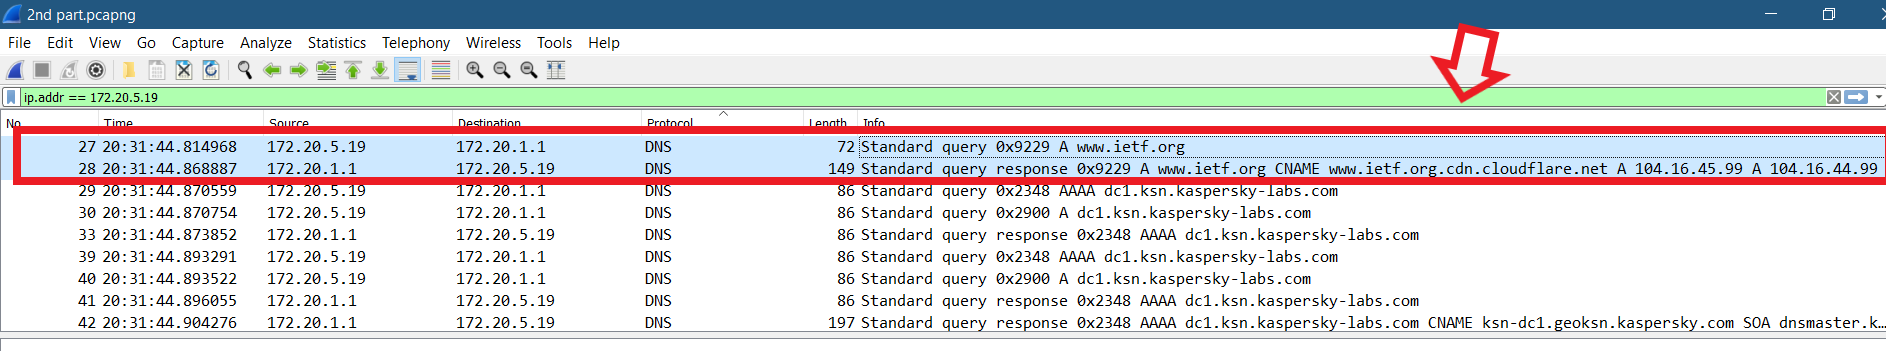 2nd part.pcapng
File Edit View Go Capture Analyze Statistics Telephony Wireless Tools Help
ip.addr == 172.20.5.19
No. Time Source Destination Protocol Length Info
27 20:31:44.814968 172.20.5.19 172.20.1.1 DNS 72 Standard query 0x9229 A www.ietf.org
28 20:31:44.868887 172.20.1.1 172.20.5.19 DNS 149 Standard query response 0x9229 A www.ietf.org CNAME www.ietf.org.cdn.cloudflare.net A 104.16.45.99 A 104.16.44.99
29 20:31:44.870559 172.20.5.19 172.20.1.1 DNS 86 Standard query 0x2348 AAAA dc1.ksn.kaspersky-labs.com
30 20:31:44.870754 172.20.5.19 172.20.1.1 DNS 86 Standard query 0x2900 A dc1.ksn.kaspersky-labs.com
33 20:31:44.873852 172.20.1.1 172.20.5.19 DNS 86 Standard query response 0x2348 AAAA dc1.ksn.kaspersky-labs.com
39 20:31:44.893291 172.20.5.19 172.20.1.1 DNS 86 Standard query 0x2348 AAAA dc1.ksn.kaspersky-labs.com
40 20:31:44.893522 172.20.5.19 172.20.1.1 DNS 86 Standard query 0x2900 A dc1.ksn.kaspersky-labs.com
41 20:31:44.896055 172.20.1.1 172.20.5.19 DNS 86 Standard query response 0x2348 AAAA dc1.ksn.kaspersky-labs.com
42 20:31:44.904276 172.20.1.1 172.20.5.19 DNS 197 Standard query response 0x2348 AAAA dc1.ksn.kaspersky-labs.com CNAME ksn-dc1.geoksn.kaspersky.com SOA dnsmaster.k…